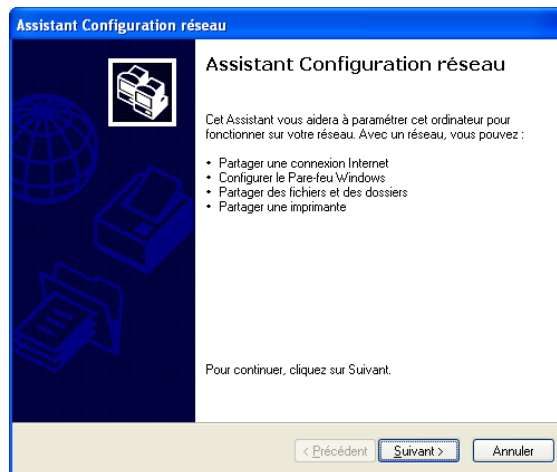 Assistant Configuration réseau
Assistant Configuration réseau
Cet Assistant vous aidera à paramétrer cet ordinateur pour
fonctionner sur votre réseau. Avec un réseau, vous pouvez :
• Partager une connexion Internet
• Configurer le Pare-feu Windows
• Partager des fichiers et des dossiers
• Partager une imprimante
Pour continuer, cliquez sur Suivant.
< Précédent Suivant > Annuler